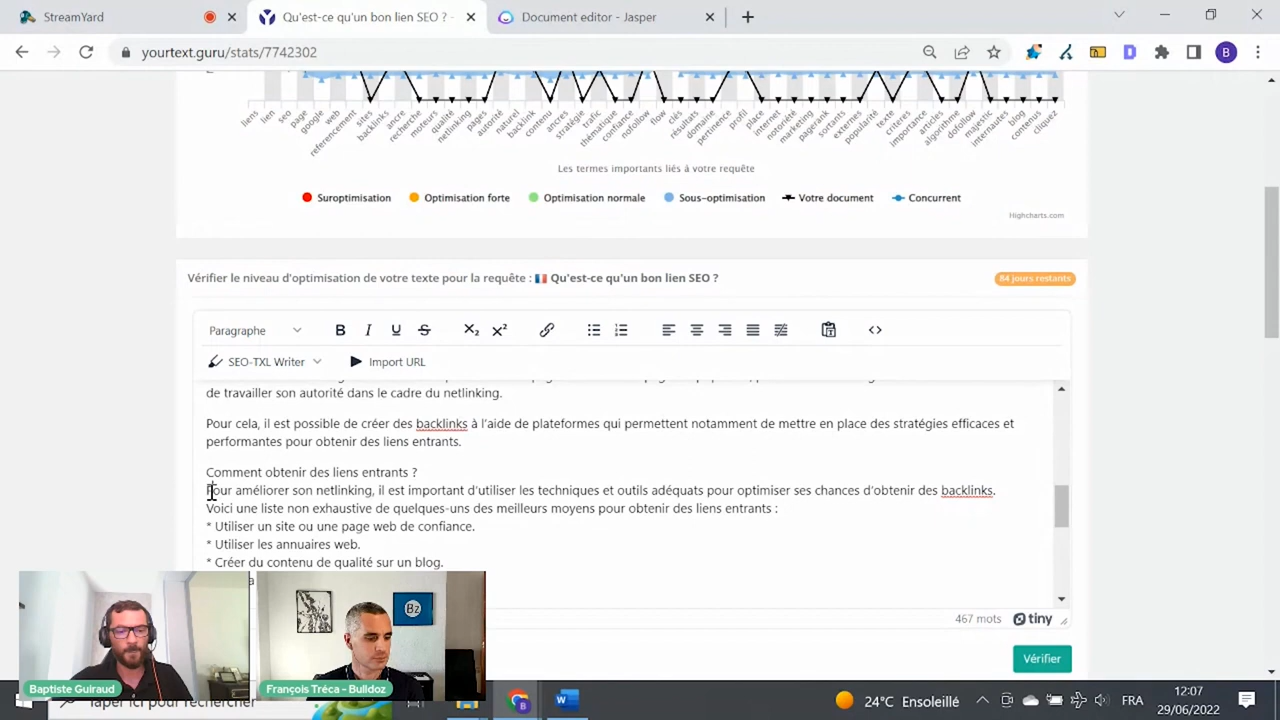 StreamYard
Qu'est-ce qu'un bon lien SEO ? -
Document editor - Jasper
yourtext.guru/stats/7742302
B
liens
lien
seo
page
google
web
referencement
sites
backlinks
ancre
recherche
moteurs
qualité
netlinking
pages
autorité
naturel
backlink
contenu
ancres
stratégie
trafic
thématique
confiance
nofollow
flow
clés
résultats
domaine
pertinence
profil
place
internet
notoriété
marketing
pagerank
sortants
externes
popularité
texte
critères
importance
articles
algorithme
dofollow
majestic
internautes
blog
contenus
cliquez
Les termes importants liés à votre requête
Suroptimisation Optimisation forte Optimisation normale Sous-optimisation Votre document Concurrent
Highcharts.com
Vérifier le niveau d'optimisation de votre texte pour la requête : Qu'est-ce qu'un bon lien SEO ?
84 jours restants
Paragraphe
SEO-TXL Writer Import URL
de travailler son autorité dans le cadre du netlinking.
Pour cela, il est possible de créer des backlinks à l'aide de plateformes qui permettent notamment de mettre en place des stratégies efficaces et
performantes pour obtenir des liens entrants.
Comment obtenir des liens entrants ?
Pour améliorer son netlinking, il est important d'utiliser les techniques et outils adéquats pour optimiser ses chances d'obtenir des backlinks.
Voici une liste non exhaustive de quelques-uns des meilleurs moyens pour obtenir des liens entrants :
* Utiliser un site ou une page web de confiance.
* Utiliser les annuaires web.
* Créer du contenu de qualité sur un blog.
467 mots tiny
Vérifier
Bz
Baptiste Guiraud
François Tréca - Bulldoz
Taper ici pour rechercher
24°C Ensoleillé
FRA
12:07
29/06/2022